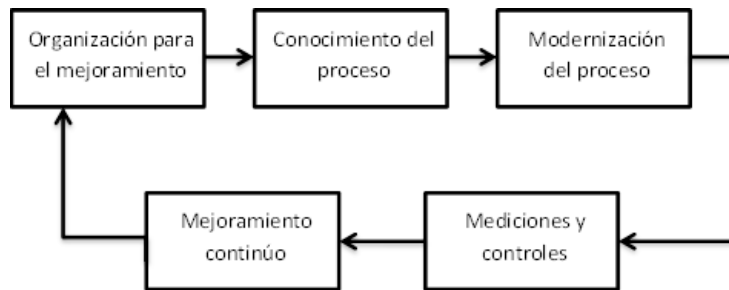 Organización para
el mejoramiento
Conocimiento del
proceso
Modernización
del proceso
Mejoramiento
continúo
Mediciones y
controles